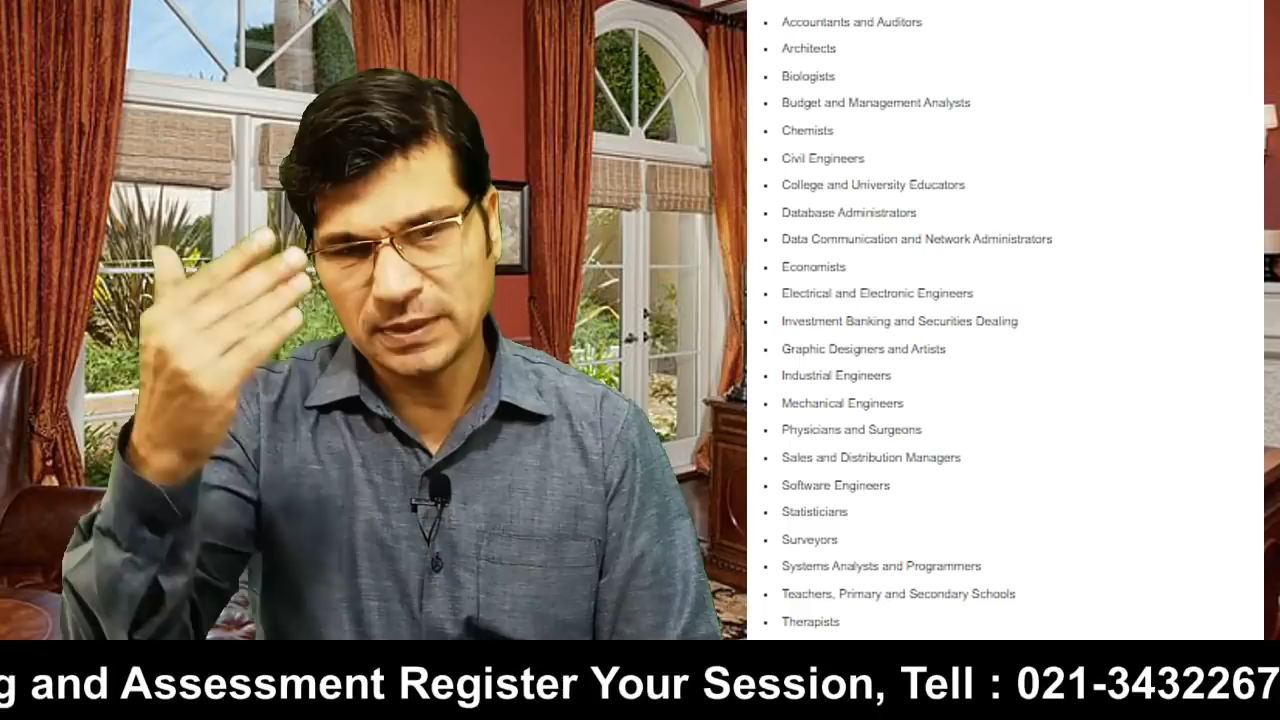 Accountants and Auditors
Architects
Biologists
Budget and Management Analysts
Chemists
Civil Engineers
College and University Educators
Database Administrators
Data Communication and Network Administrators
Economists
Electrical and Electronic Engineers
Investment Banking and Securities Dealing
Graphic Designers and Artists
Industrial Engineers
Mechanical Engineers
Physicians and Surgeons
Sales and Distribution Managers
Software Engineers
Statisticians
Surveyors
Systems Analysts and Programmers
Teachers, Primary and Secondary Schools
Therapists
g and Assessment Register Your Session, Tell : 021-3432267